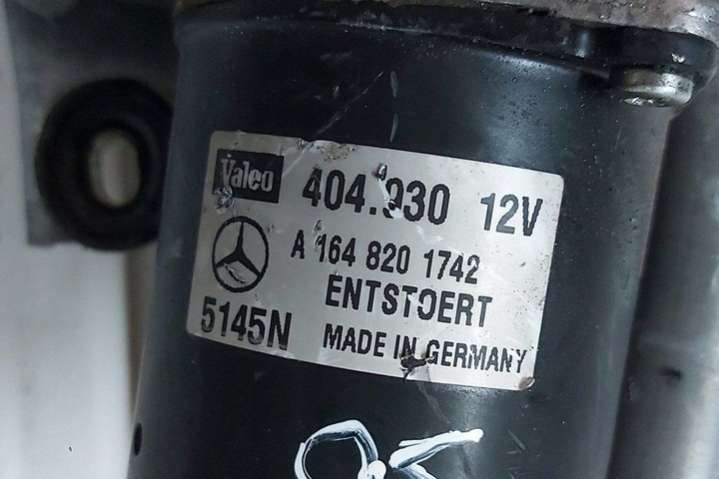 Valeo 404.930 12V
A 164 820 1742
ENTSTOERT
5145N MADE IN GERMANY